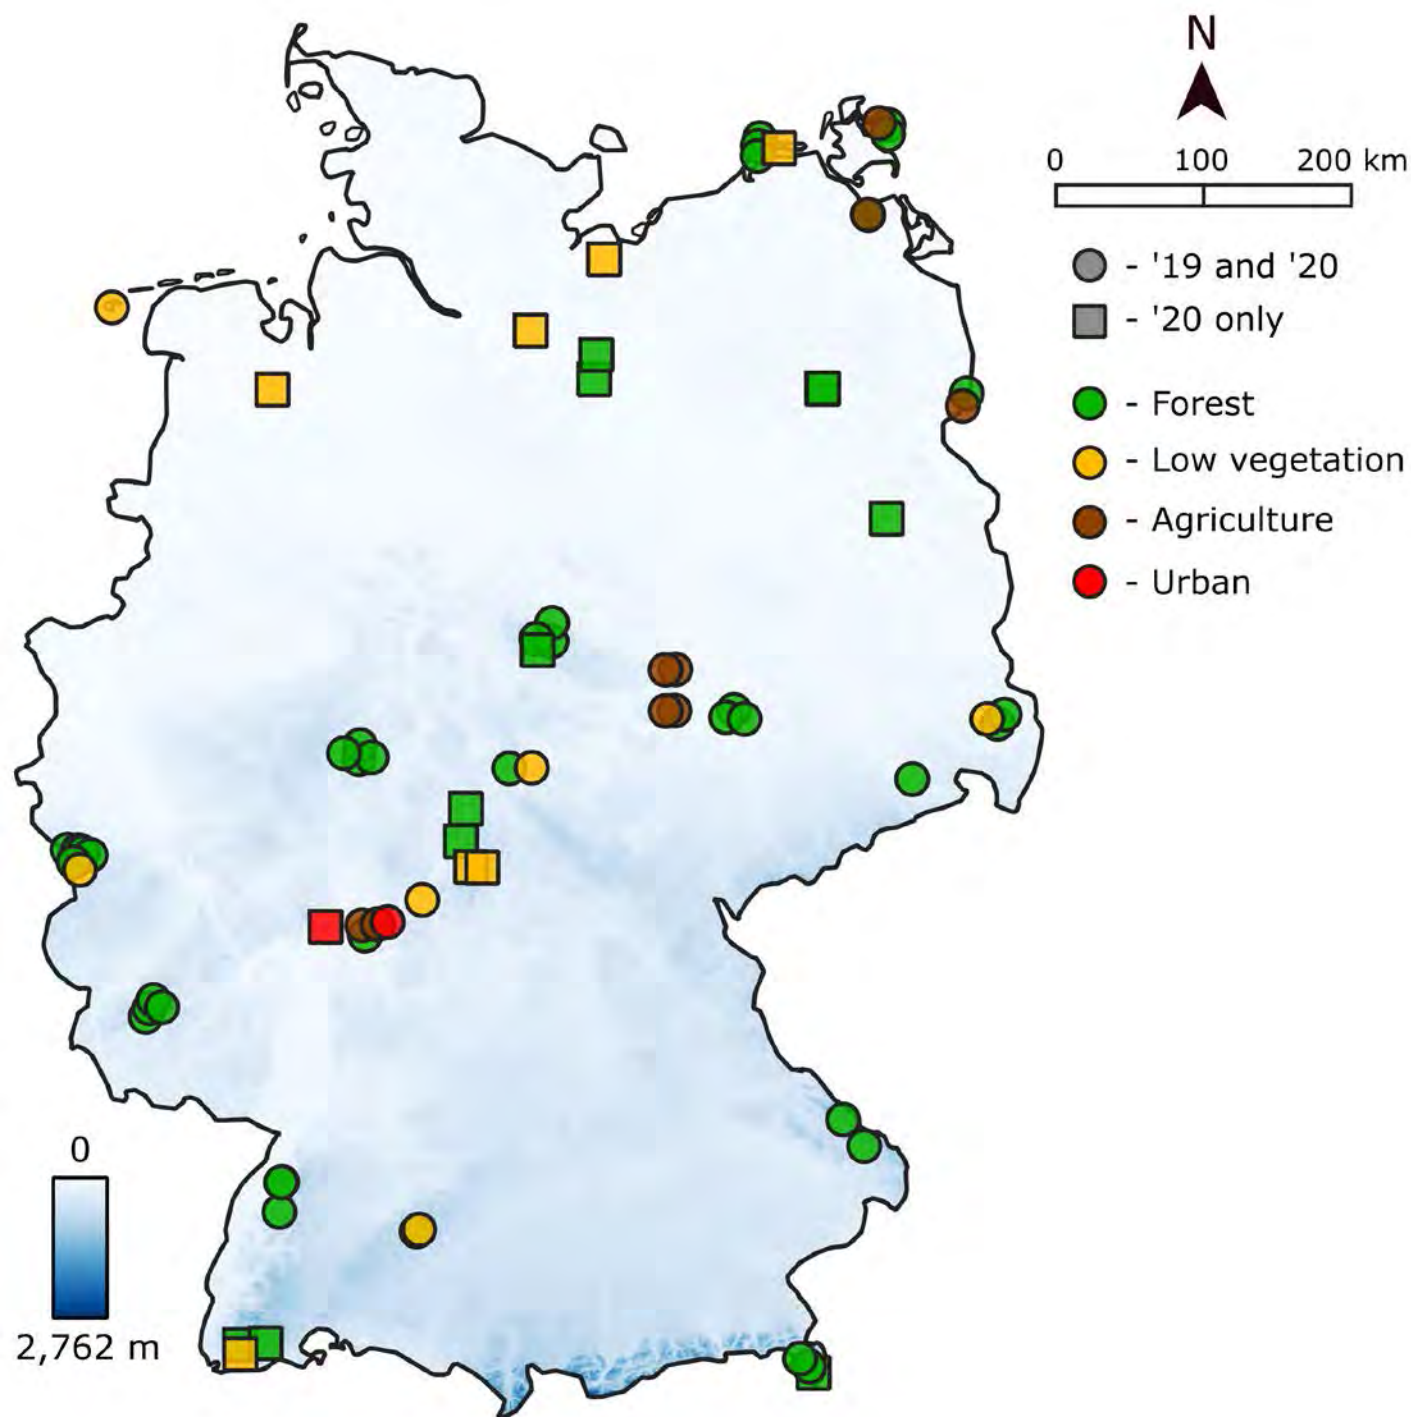 N
0 100 200 km
- '19 and '20
- '20 only
- Forest
- Low vegetation
- Agriculture
- Urban
0
2,762 m